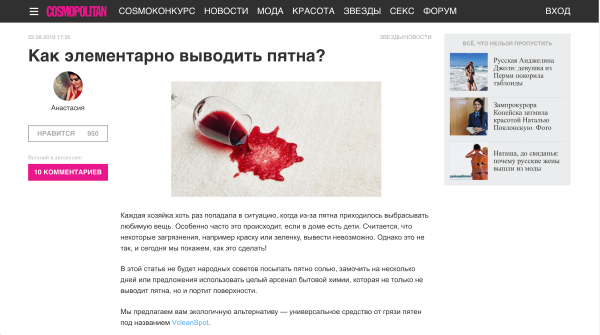 COSMOPOLITAN COSMOКОНКУРС НОВОСТИ МОДА КРАСОТА ЗВЕЗДЫ СЕКС ФОРУМ ВХОД
02.08.2019 17:35
ЗВЕЗДЫ/НОВОСТИ
Как элементарно выводить пятна?
Анастасия
НРАВИТСЯ 950
Вступай в дискуссию
10 КОММЕНТАРИЕВ
Каждая хозяйка хоть раз попадала в ситуацию, когда из-за пятна приходилось выбрасывать
любимую вещь. Особенно часто это происходит, если в доме есть дети. Считается, что
некоторые загрязнения, например краску или зеленку, вывести невозможно. Однако это не
так, и сегодня мы покажем, как это сделать!
В этой статье не будет народных советов посыпать пятно солью, замочить на несколько
дней или предложения использовать целый арсенал бытовой химии, которая не только не
выводит пятна, но и портит поверхности.
Мы предлагаем вам экологичную альтернативу — универсальное средство от грязи пятен
под названием VcleanSpot.
ВСЁ, ЧТО НЕЛЬЗЯ ПРОПУСТИТЬ
Русская Анджелина
Джоли: девушка из
Перми покорила
таблоиды
Зампрокурора
Копейска затмила
красотой Наталью
Поклонскую. Фото
Наташа, до свиданья:
почему русские жены
вышли из моды